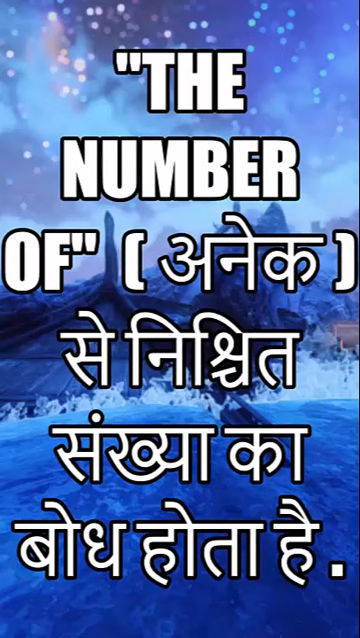 "THE
NUMBER
OF" ( अनेक )
से निश्चित
संख्या का
बोध होता है .